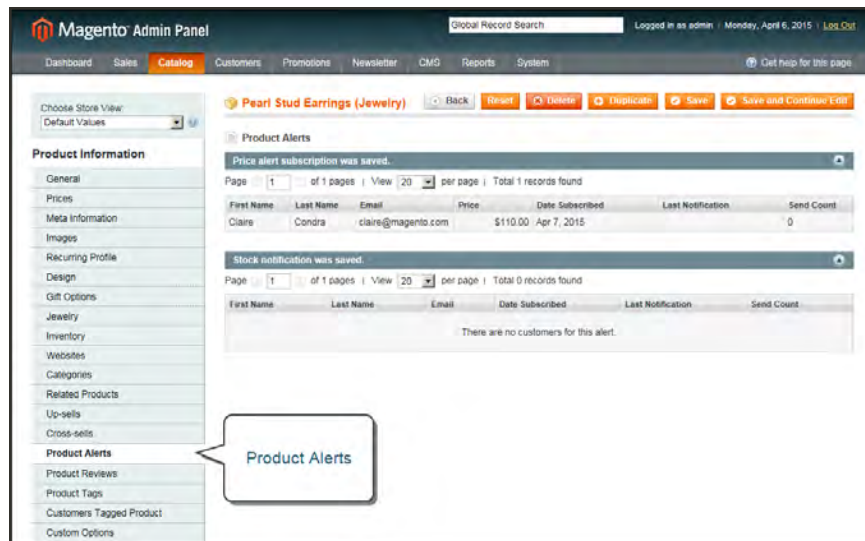 Magento Admin Panel
Global Record Search
Logged in as admin | Monday, April 6, 2015 | Log Out
Dashboard Sales Catalog Customers Promotions Newsletter CMS Reports System Get help for this page
Choose Store View:
Default Values
Product Information
General
Prices
Meta Information
Images
Recurring Profile
Design
Gift Options
Jewelry
Inventory
Websites
Categories
Related Products
Up-sells
Cross-sells
Product Alerts
Product Reviews
Product Tags
Customers Tagged Product
Custom Options
Pearl Stud Earrings (Jewelry) Back Reset Delete Duplicate Save Save and Continue Edit
Product Alerts
Price alert subscription was saved.
Page 1 of 1 pages | View 20 per page | Total 1 records found
First Name Last Name Email Price Date Subscribed Last Notification Send Count
Claire Condra claire@magento.com $110.00 Apr 7, 2015 0
Stock notification was saved.
Page 1 of 1 pages | View 20 per page | Total 0 records found
First Name Last Name Email Date Subscribed Last Notification Send Count
There are no customers for this alert.
Product Alerts